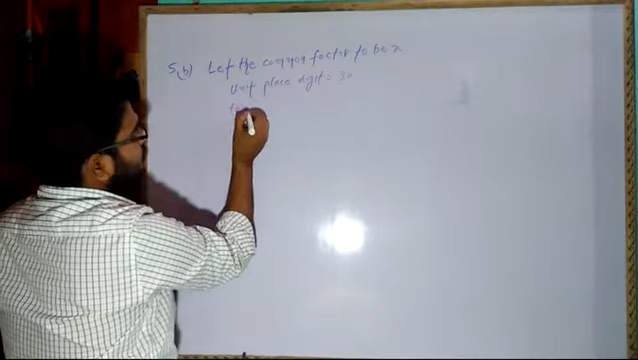 5.(b) Let the common factor to be x
Unit place digit = 3x